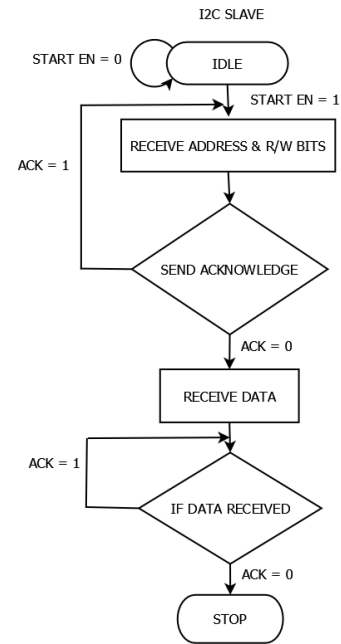 I2C SLAVE
START EN = 0
IDLE
START EN = 1
RECEIVE ADDRESS & R/W BITS
ACK = 1
SEND ACKNOWLEDGE
ACK = 0
RECEIVE DATA
ACK = 1
IF DATA RECEIVED
ACK = 0
STOP